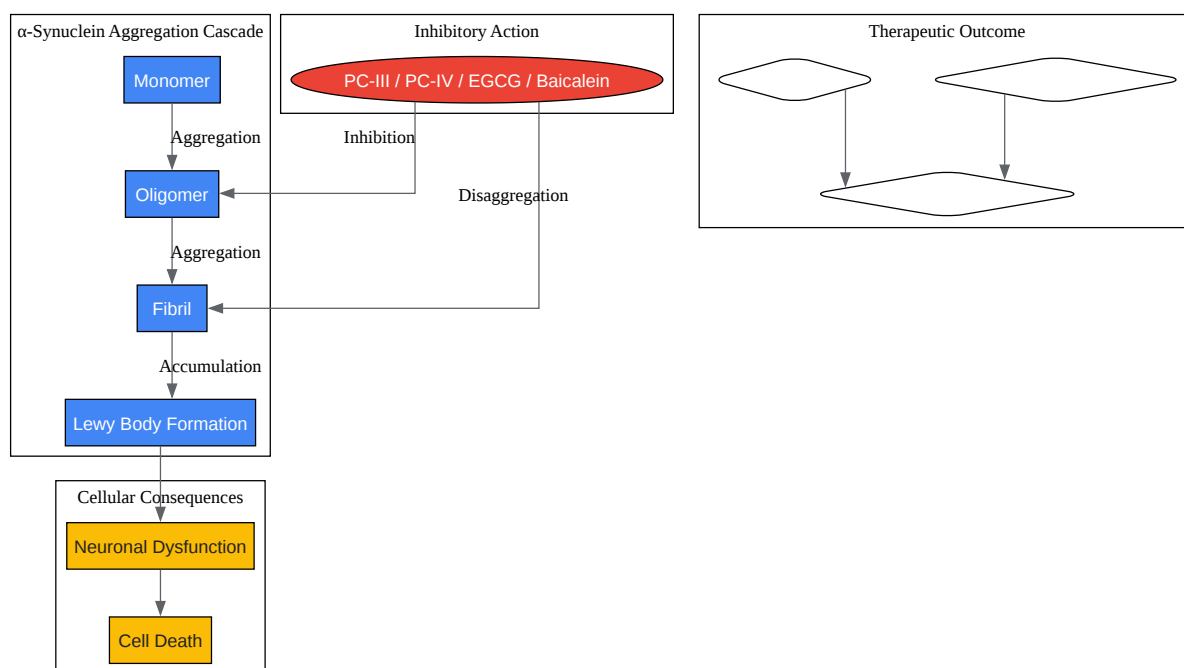 α-Synuclein Aggregation Cascade
Monomer
Aggregation
Oligomer
Aggregation
Fibril
Accumulation
Lewy Body Formation
Inhibitory Action
PC-III / PC-IV / EGCG / Baicalein
Inhibition
Disaggregation
Therapeutic Outcome
Cellular Consequences
Neuronal Dysfunction
Cell Death